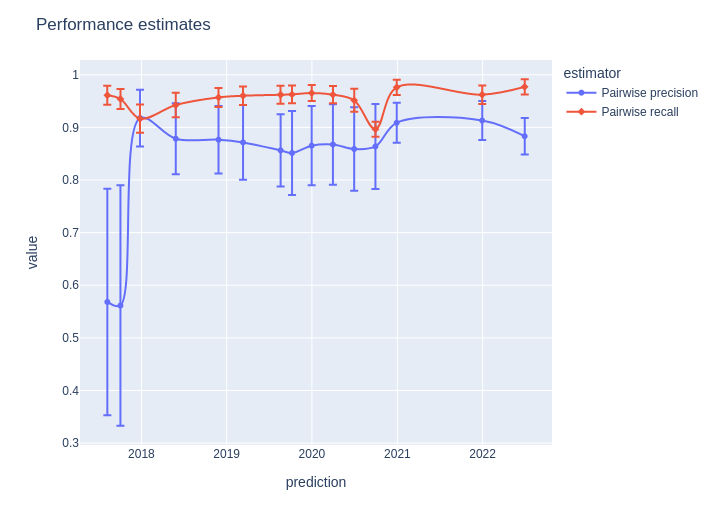 Performance estimates
estimator
Pairwise precision
Pairwise recall
1
0.9
0.8
0.7
0.6
0.5
0.4
0.3
value
2018
2019
2020
2021
2022
prediction